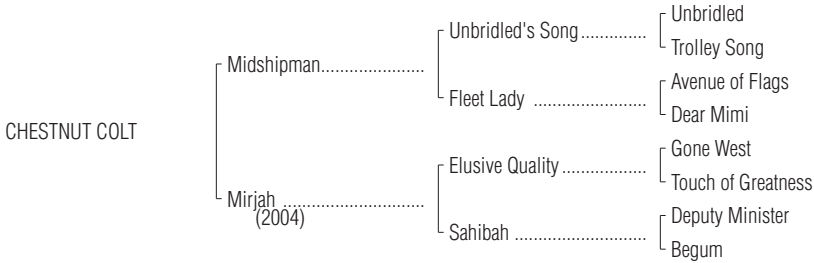 Unbridled
Unbridled's Song..............
Trolley Song
Midshipman.......................
Avenue of Flags
Fleet Lady ........................
Dear Mimi
CHESTNUT COLT
Gone West
Elusive Quality ..................
Touch of Greatness
Mirjah ..............................
(2004)
Deputy Minister
Sahibah ............................
Begum